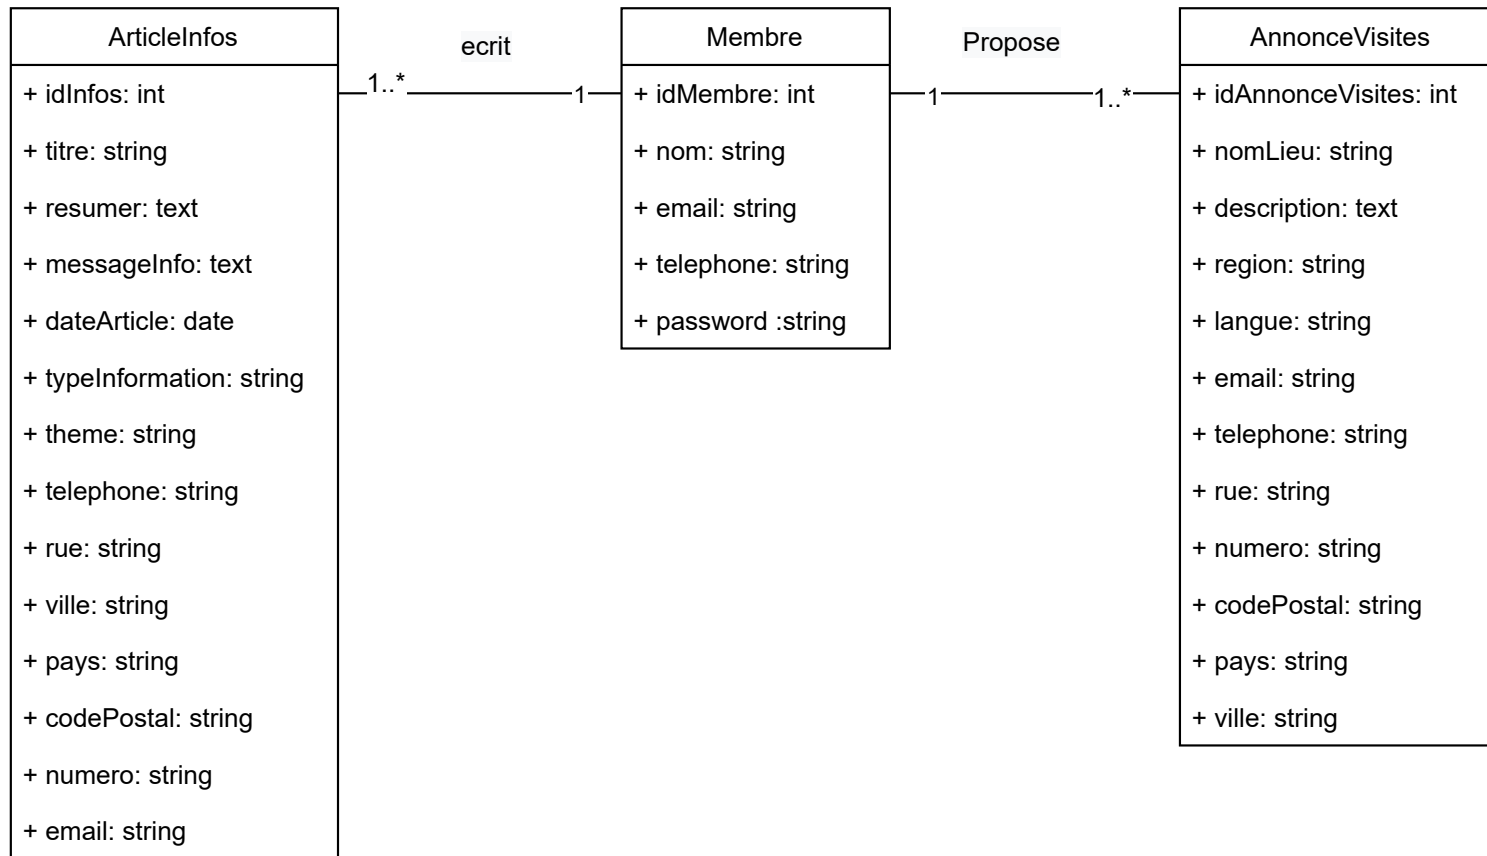 ArticleInfos
+ idInfos: int
+ titre: string
+ resumer: text
+ messageInfo: text
+ dateArticle: date
+ typeInformation: string
+ theme: string
+ telephone: string
+ rue: string
+ ville: string
+ pays: string
+ codePostal: string
+ numero: string
+ email: string
ecrit
1..*
1
Membre
+ idMembre: int
+ nom: string
+ email: string
+ telephone: string
+ password :string
Propose
1
1..*
AnnonceVisites
+ idAnnonceVisites: int
+ nomLieu: string
+ description: text
+ region: string
+ langue: string
+ email: string
+ telephone: string
+ rue: string
+ numero: string
+ codePostal: string
+ pays: string
+ ville: string